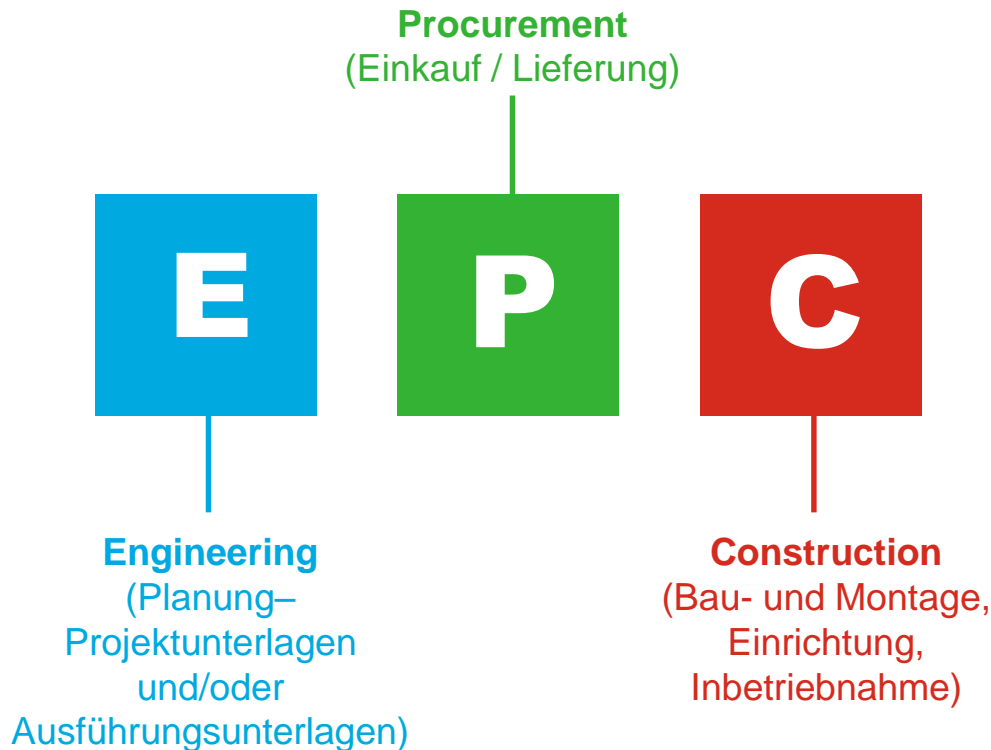 Procurement
(Einkauf / Lieferung)
E
P
C
Engineering
(Planung–
Projektunterlagen
und/oder
Ausführungsunterlagen)
Construction
(Bau- und Montage,
Einrichtung,
Inbetriebnahme)